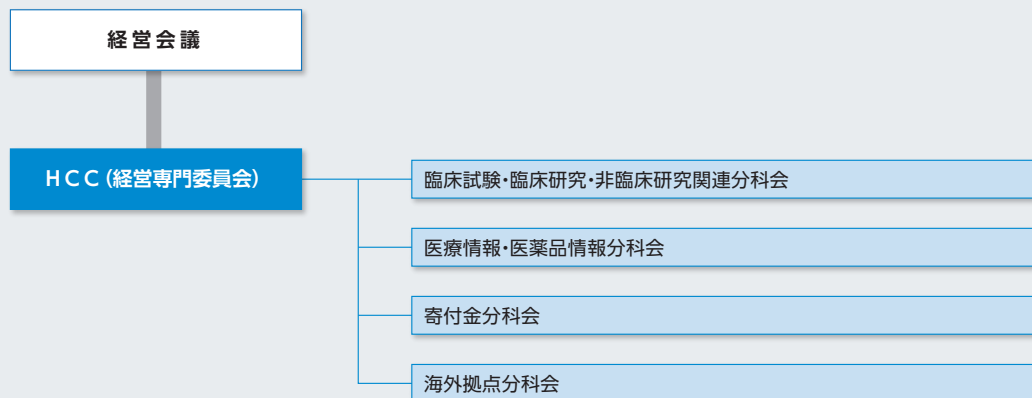 経営会議
HCC（経営専門委員会）
臨床試験・臨床研究・非臨床研究関連分科会
医療情報・医薬品情報分科会
寄付金分科会
海外拠点分科会